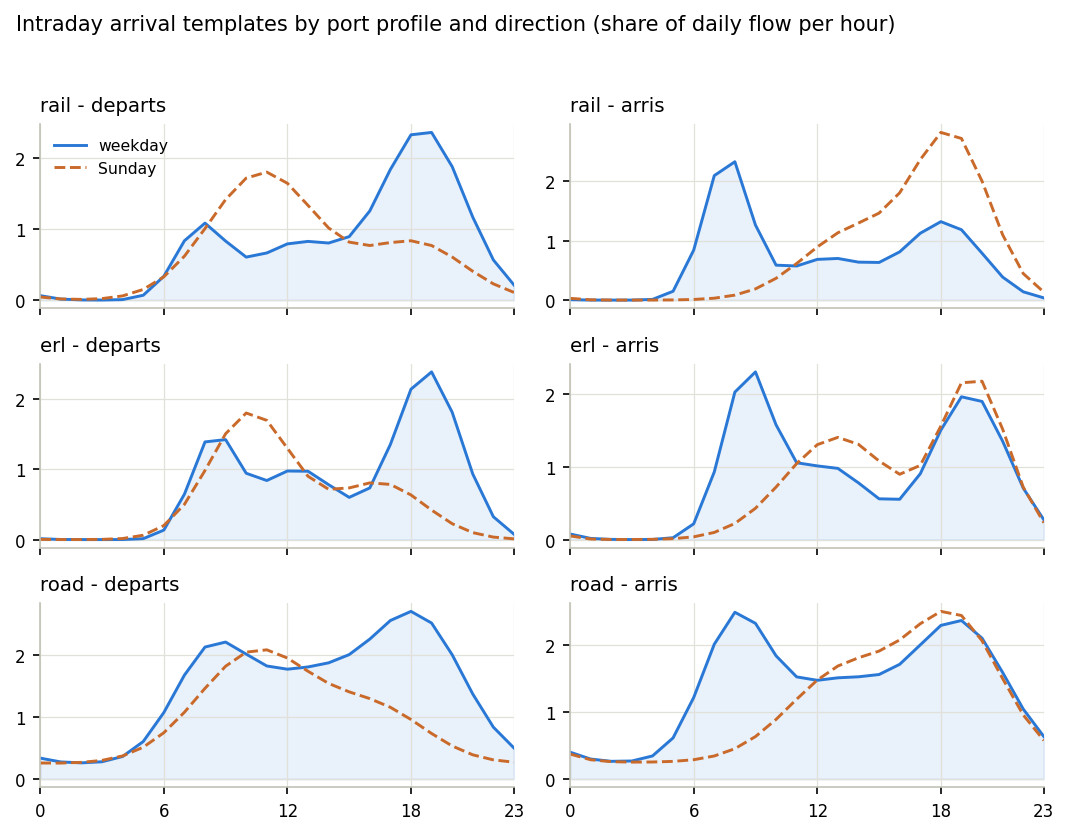 Intraday arrival templates by port profile and direction (share of daily flow per hour)
rail - departs
weekday
Sunday
2
1
0
rail - arris
2
1
0
erl - departs
2
1
0
erl - arris
2
1
0
road - departs
2
1
0
0 6 12 18 23
road - arris
2
1
0
0 6 12 18 23